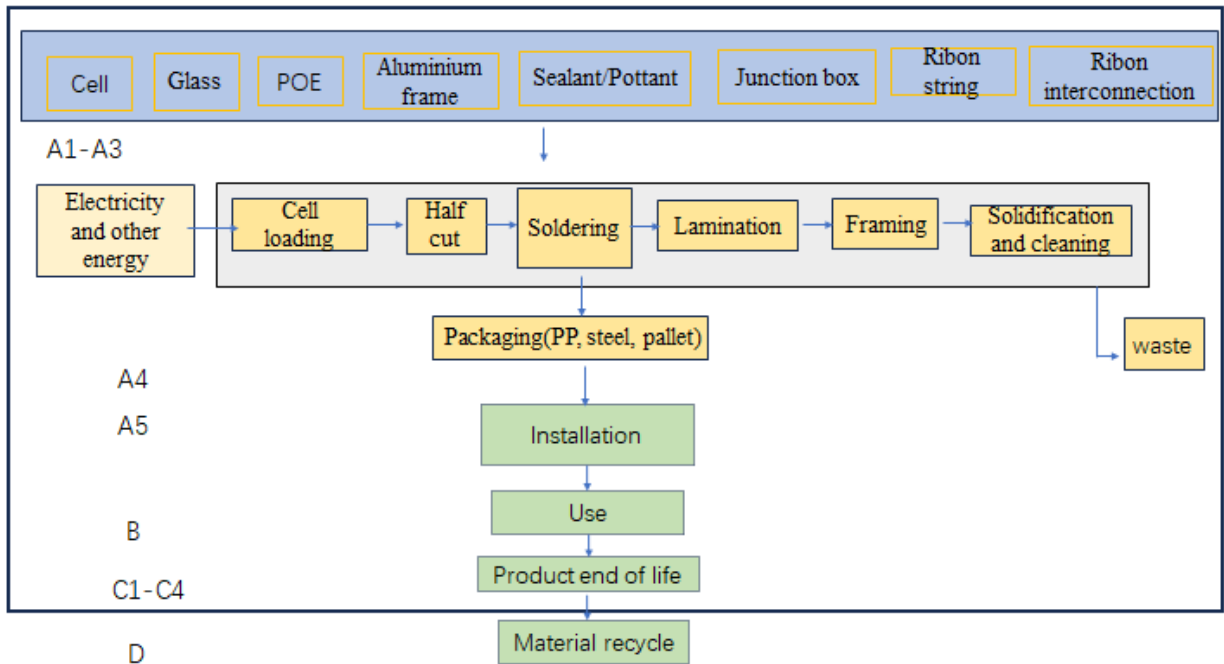 Cell
Glass
POE
Aluminium
frame
Sealant/Pottant
Junction box
Ribon
string
Ribon
interconnection
A1-A3
Electricity
and other
energy
Cell
loading
Half
cut
Soldering
Lamination
Framing
Solidification
and cleaning
Packaging(PP, steel, pallet)
waste
A4
A5
Installation
Use
B
Product end of life
C1-C4
Material recycle
D